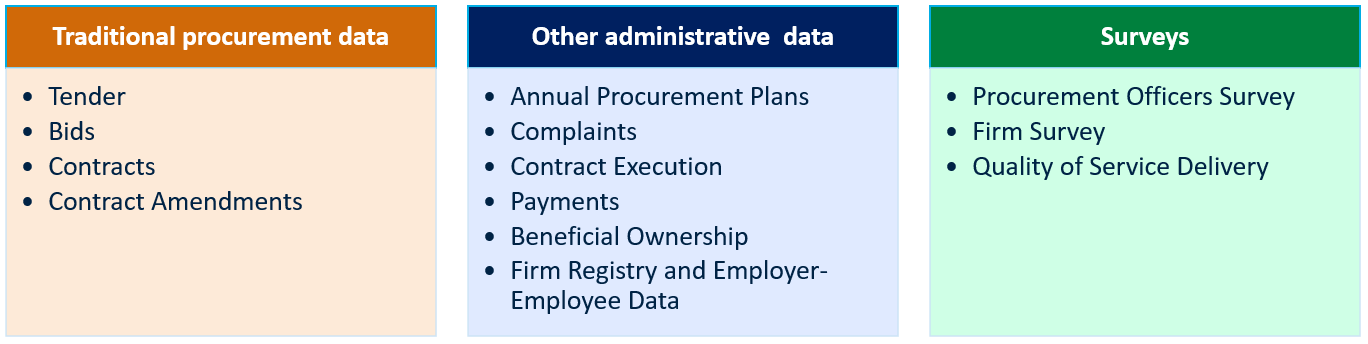 Traditional procurement data
• Tender
• Bids
• Contracts
• Contract Amendments
Other administrative  data
• Annual Procurement Plans
• Complaints
• Contract Execution
• Payments
• Beneficial Ownership
• Firm Registry and Employer-
Employee Data
Surveys
• Procurement Officers Survey
• Firm Survey
• Quality of Service Delivery